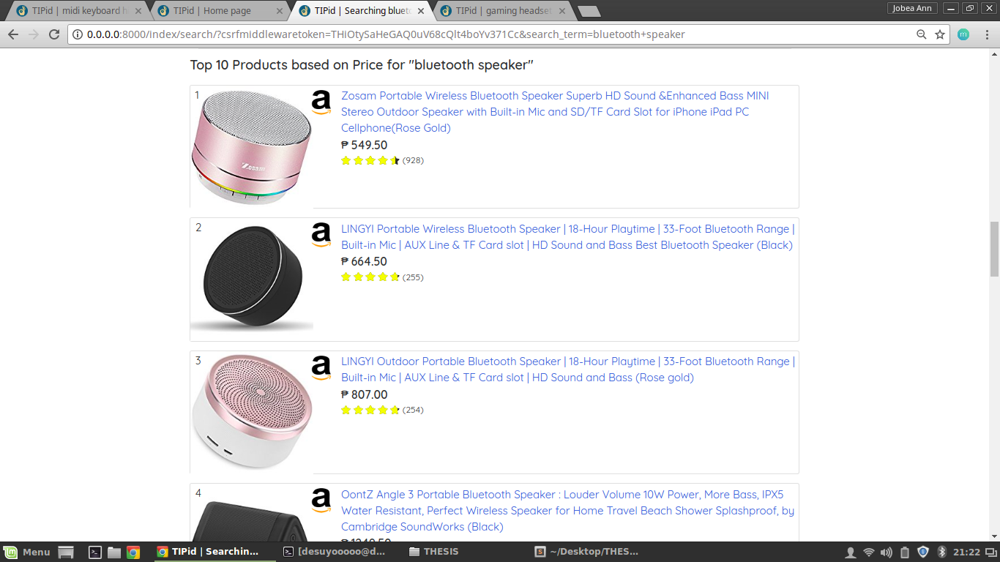 TIPid | midi keyboard h
TIPid | Home page
TIPid | Searching blueto
TIPid | gaming headset
Jobea Ann
0.0.0.0:8000/index/search/?csrfmiddlewaretoken=THiOtySaHeGAQ0uV68cQlt4boYv371Cc&search_term=bluetooth+speaker
m
Top 10 Products based on Price for "bluetooth speaker"
1
Zosam
a
Zosam Portable Wireless Bluetooth Speaker Superb HD Sound &Enhanced Bass MINI
Stereo Outdoor Speaker with Built-in Mic and SD/TF Card Slot for iPhone iPad PC
Cellphone(Rose Gold)
₱ 549.50
(928)
2
a
LINGYI Portable Wireless Bluetooth Speaker | 18-Hour Playtime | 33-Foot Bluetooth Range |
Built-in Mic | AUX Line & TF Card slot | HD Sound and Bass Best Bluetooth Speaker (Black)
₱ 664.50
(255)
3
a
LINGYI Outdoor Portable Bluetooth Speaker | 18-Hour Playtime | 33-Foot Bluetooth Range |
Built-in Mic | AUX Line & TF Card slot | HD Sound and Bass (Rose gold)
₱ 807.00
(254)
4
a
OontZ Angle 3 Portable Bluetooth Speaker : Louder Volume 10W Power, More Bass, IPX5
Water Resistant, Perfect Wireless Speaker for Home Travel Beach Shower Splashproof, by
Cambridge SoundWorks (Black)
Menu
TIPid | Searchin...
[desuyooooo@d...
THESIS
~/Desktop/THES...
21:22